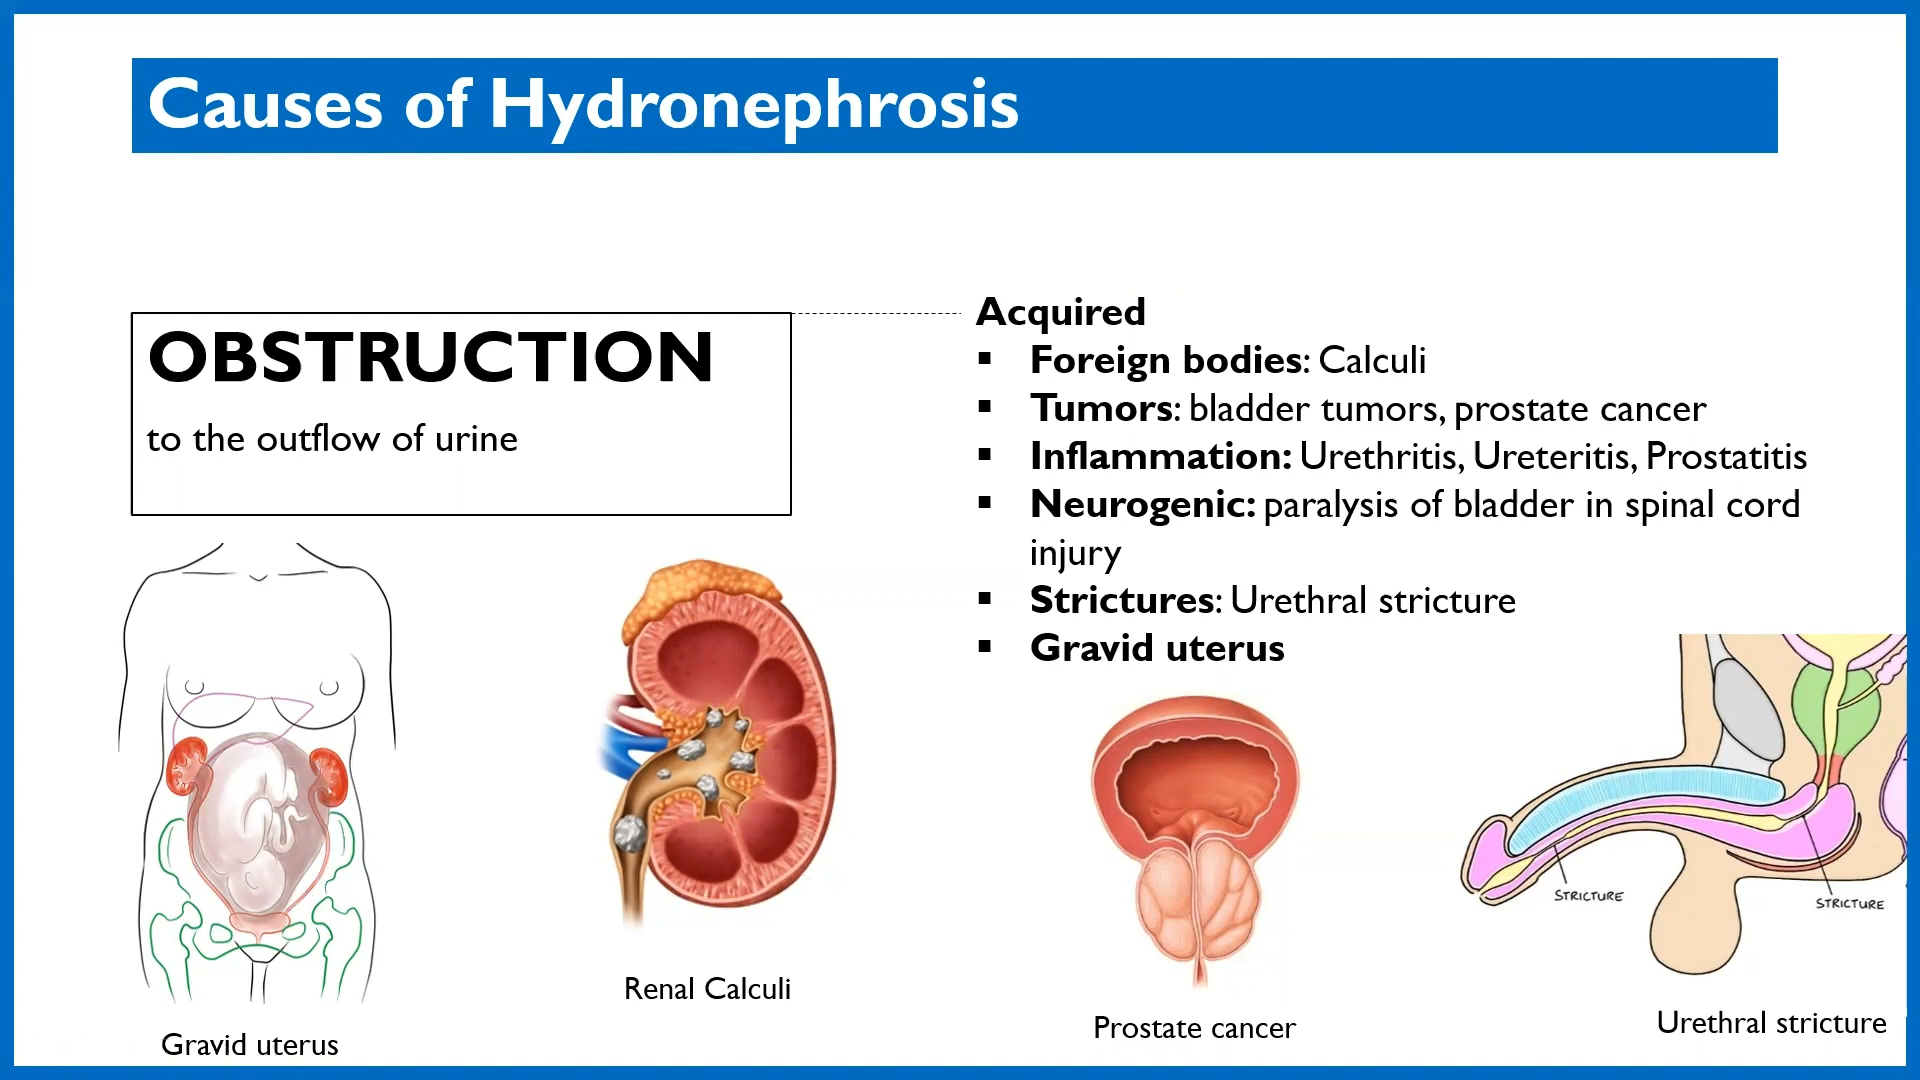 Causes of Hydronephrosis
OBSTRUCTION
to the outflow of urine
Acquired
▪ Foreign bodies: Calculi
▪ Tumors: bladder tumors, prostate cancer
▪ Inflammation: Urethritis, Ureteritis, Prostatitis
▪ Neurogenic: paralysis of bladder in spinal cord
injury
▪ Strictures: Urethral stricture
▪ Gravid uterus
STRICTURE
STRICTURE
Renal Calculi
Prostate cancer
Urethral stricture
Gravid uterus